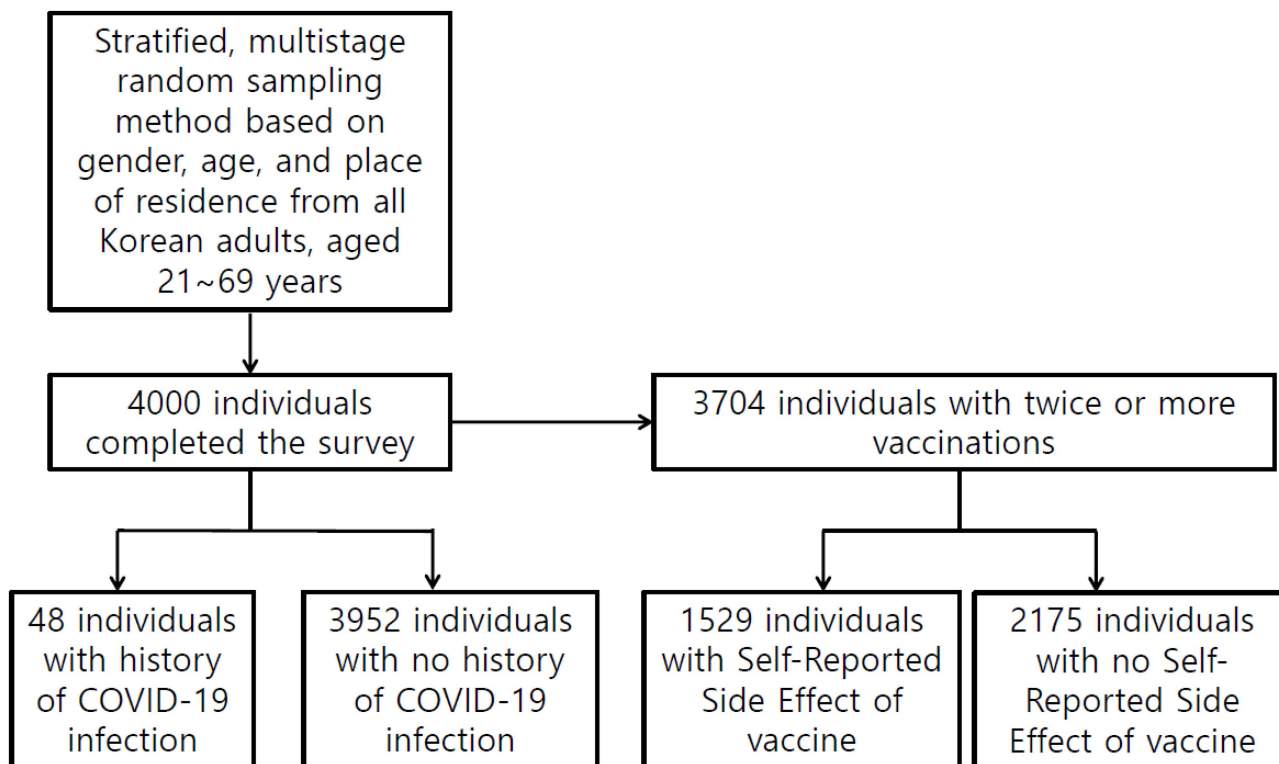 Stratified, multistage
random sampling
method based on
gender, age, and place
of residence from all
Korean adults, aged
21~69 years
4000 individuals
completed the survey
3704 individuals with twice or more
vaccinations
48 individuals
with history
of COVID-19
infection
3952 individuals
with no history
of COVID-19
infection
1529 individuals
with Self-Reported
Side Effect of
vaccine
2175 individuals
with no Self-
Reported Side
Effect of vaccine